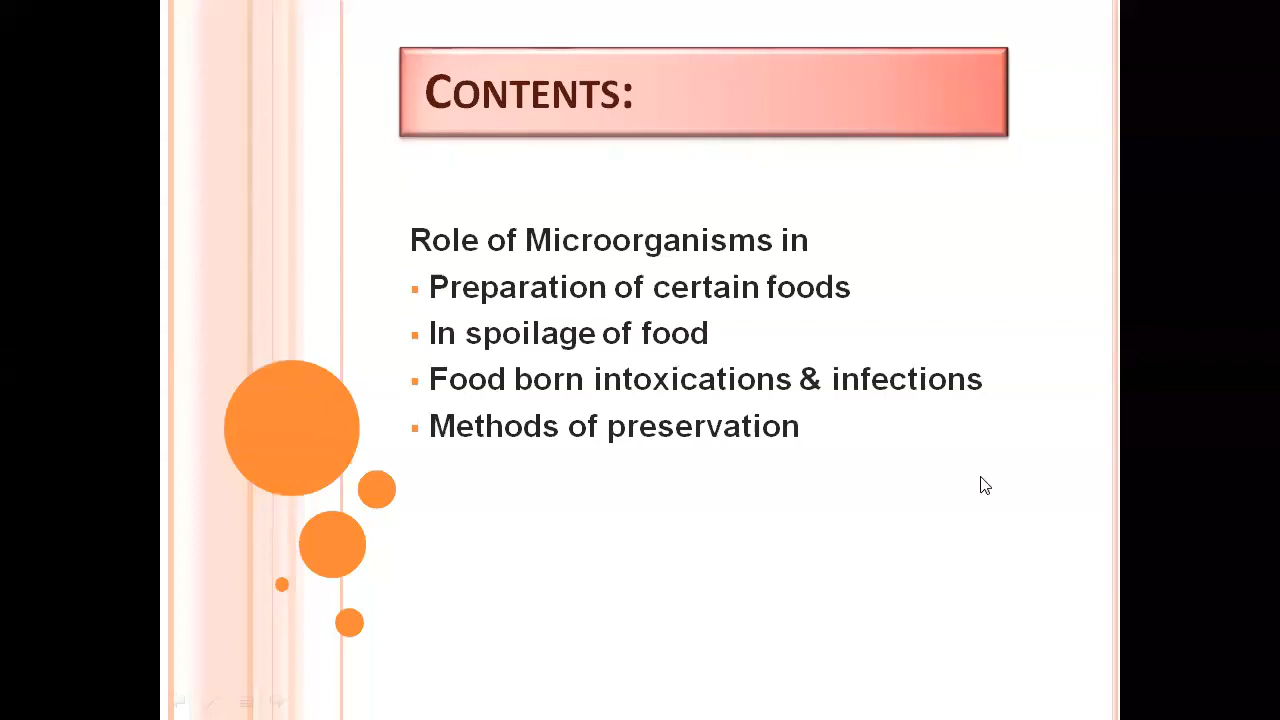 CONTENTS:
Role of Microorganisms in
▪ Preparation of certain foods
▪ In spoilage of food
▪ Food born intoxications & infections
▪ Methods of preservation